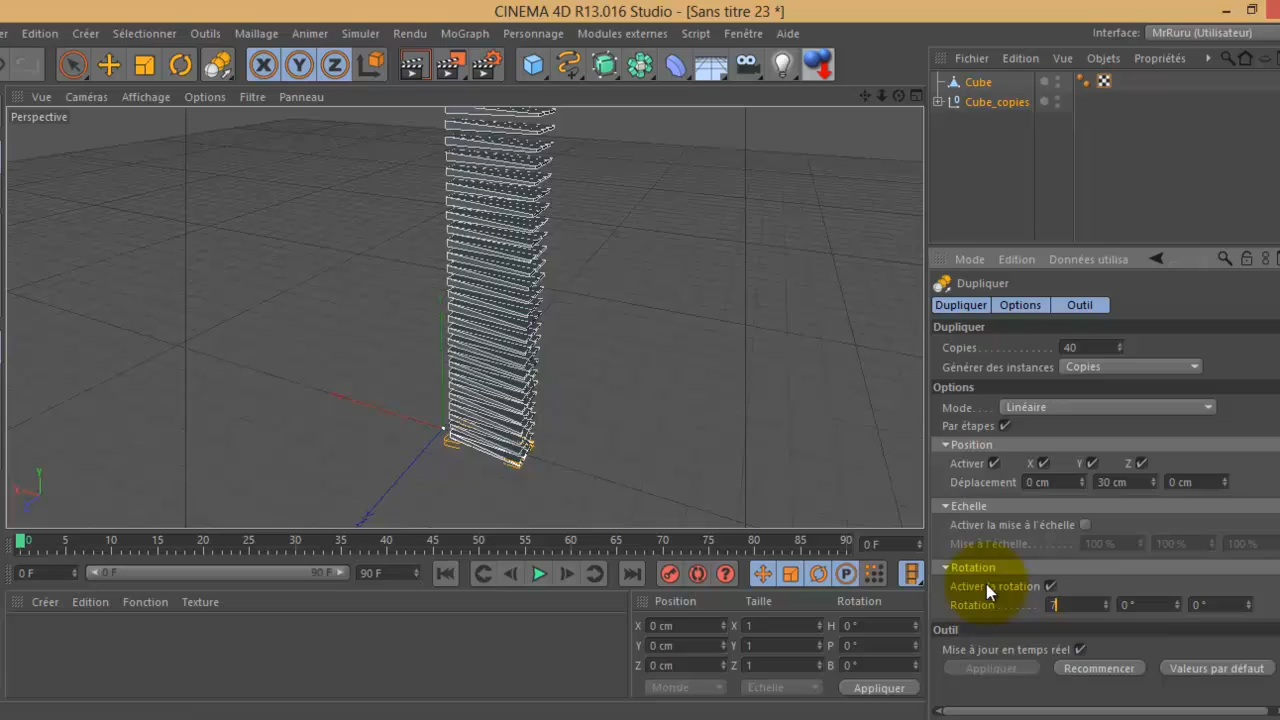 CINEMA 4D R13.016 Studio - [Sans titre 23 *]
er Edition Créer Sélectionner Outils Maillage Animer Simuler Rendu MoGraph Personnage Modules externes Script Fenêtre Aide
Interface: MrRuru (Utilisateur)
X Y Z
Fichier Edition Vue Objets Propriétés
Vue Caméras Affichage Options Filtre Panneau
Perspective
Cube
Cube_copies
Mode Edition Données utilisa
Dupliquer
Dupliquer Options Outil
Dupliquer
Copies 40
Générer des instances Copies
Options
Mode Linéaire
Par étapes
Position
Activer X Y Z
Déplacement 0 cm 30 cm 0 cm
Echelle
Activer la mise à l'échelle
Mise à l'échelle 100 % 100 % 100 %
Rotation
Activer la rotation
Rotation 7 0 ° 0 °
Outil
Mise à jour en temps réel
Appliquer Recommencer Valeurs par défaut
Y
X
0 5 10 15 20 25 30 35 40 45 50 55 60 65 70 75 80 85 90 0 F
0 F 0 F 90 F 90 F ? P
Créer Edition Fonction Texture
Position Taille Rotation
X 0 cm X 1 H 0 °
Y 0 cm Y 1 P 0 °
Z 0 cm Z 1 B 0 °
Monde Echelle Appliquer